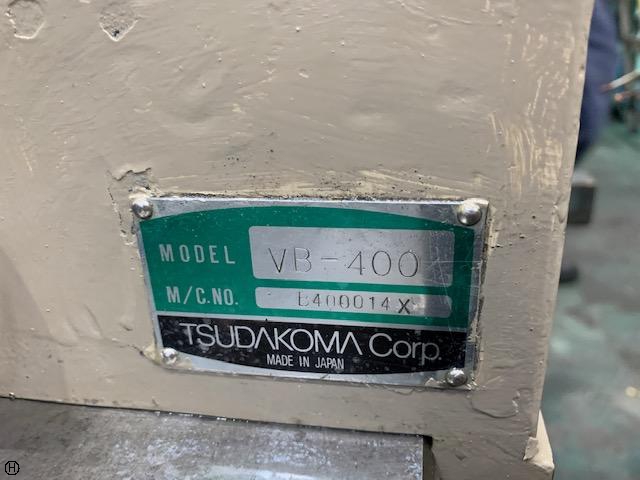 MODEL VB-400
M/C.NO. B400014X
TSUDAKOMA Corp.
MADE IN JAPAN
H